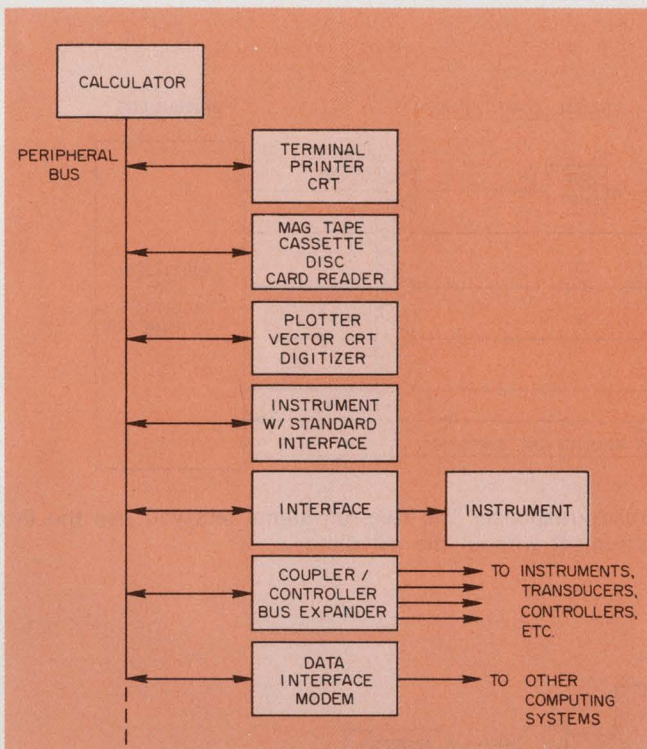 CALCULATOR
PERIPHERAL
BUS
TERMINAL
PRINTER
CRT
MAG TAPE
CASSETTE
DISC
CARD READER
PLOTTER
VECTOR CRT
DIGITIZER
INSTRUMENT
W/ STANDARD
INTERFACE
INTERFACE
INSTRUMENT
COUPLER /
CONTROLLER
BUS EXPANDER
TO INSTRUMENTS,
TRANSDUCERS,
CONTROLLERS,
ETC.
DATA
INTERFACE
MODEM
TO OTHER
COMPUTING
SYSTEMS